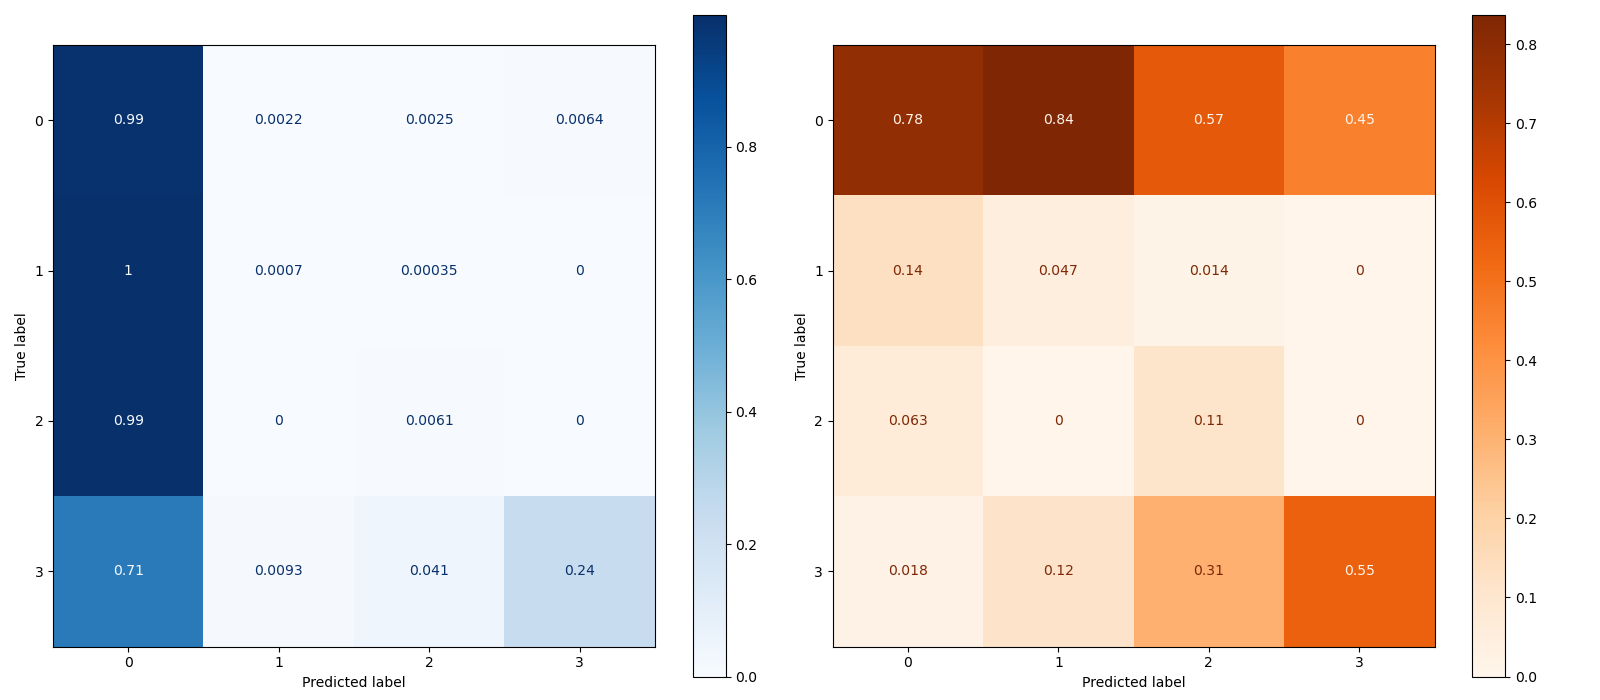 0 0.99 0.0022 0.0025 0.0064
1 1 0.0007 0.00035 0
2 0.99 0 0.0061 0
3 0.71 0.0093 0.041 0.24
0 1 2 3
Predicted label
True label
0.8
0.6
0.4
0.2
0.0
0 0.78 0.84 0.57 0.45
1 0.14 0.047 0.014 0
2 0.063 0 0.11 0
3 0.018 0.12 0.31 0.55
0 1 2 3
Predicted label
True label
0.8
0.7
0.6
0.5
0.4
0.3
0.2
0.1
0.0